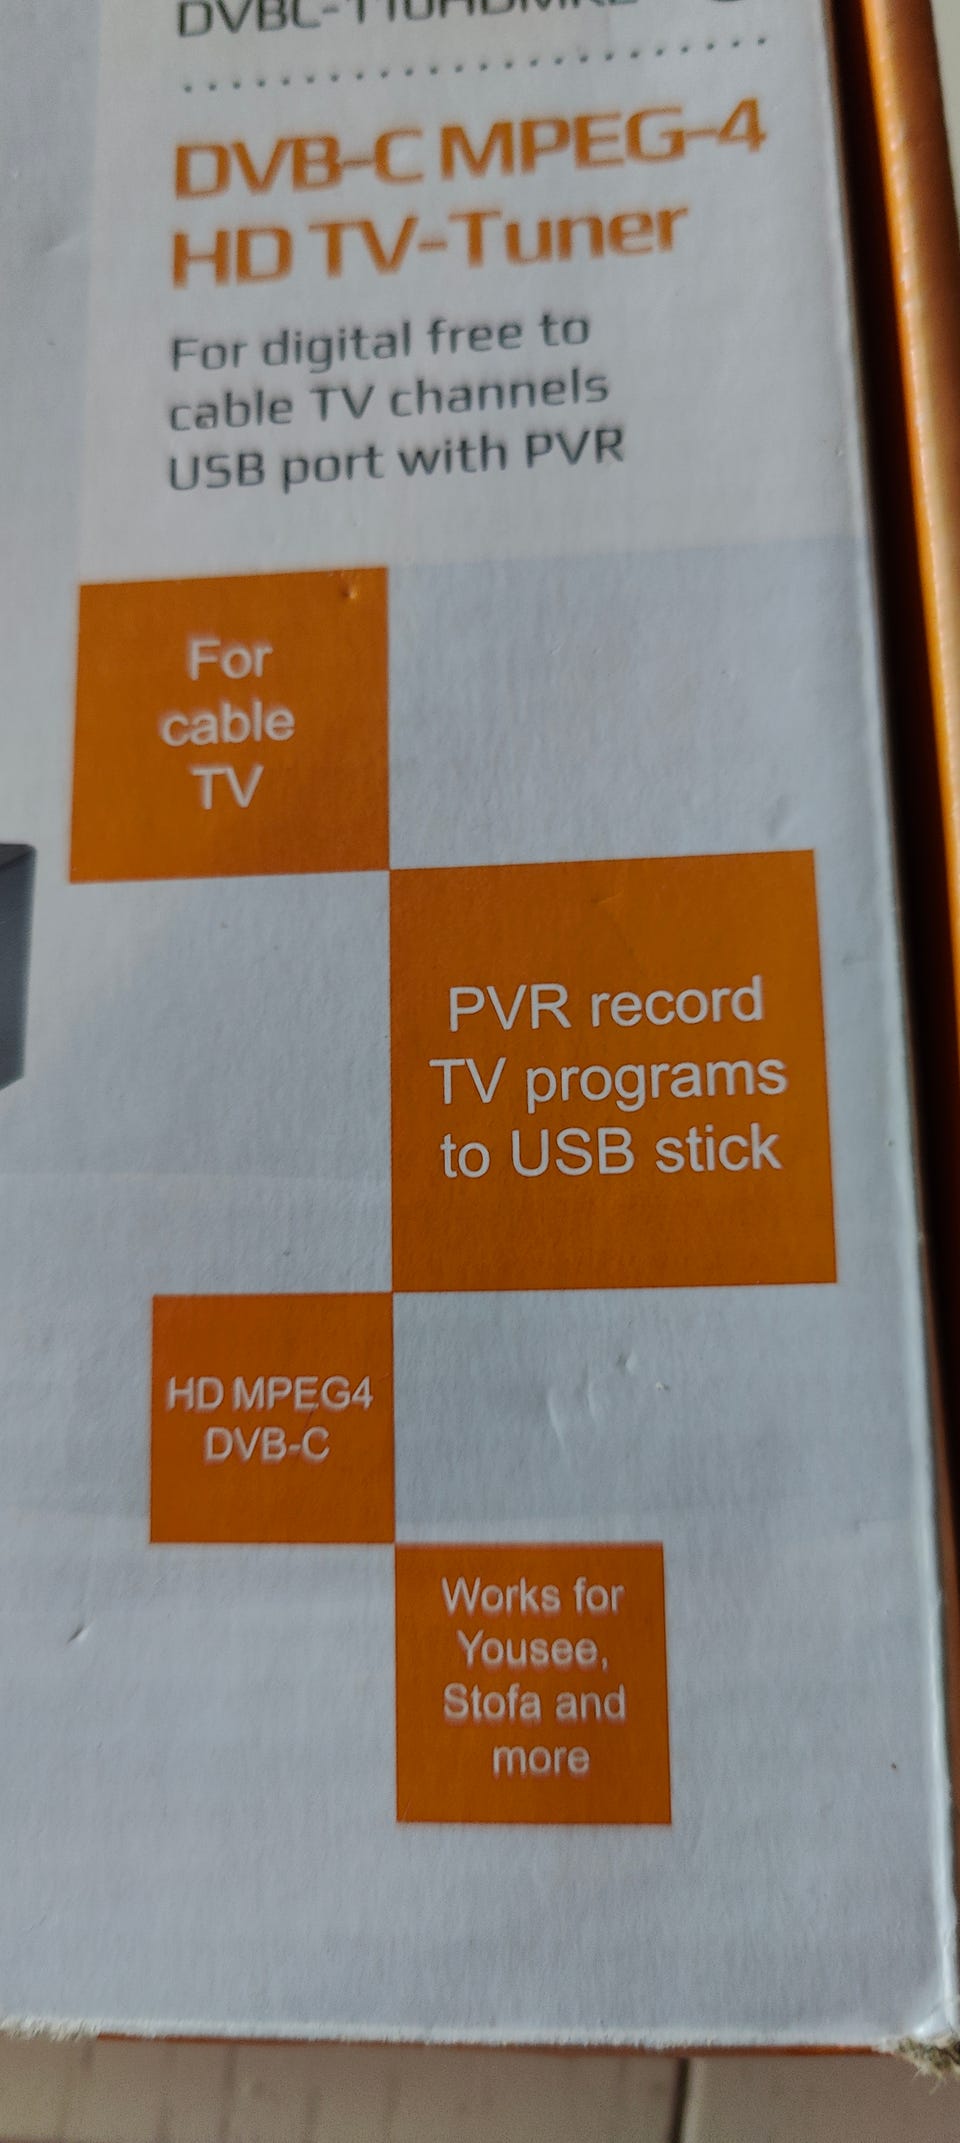 DVB-C MPEG-4
HD TV-Tuner
For digital free to
cable TV channels
USB port with PVR
For
cable
TV
PVR record
TV programs
to USB stick
HD MPEG4
DVB-C
Works for
Yousee,
Stofa and
more